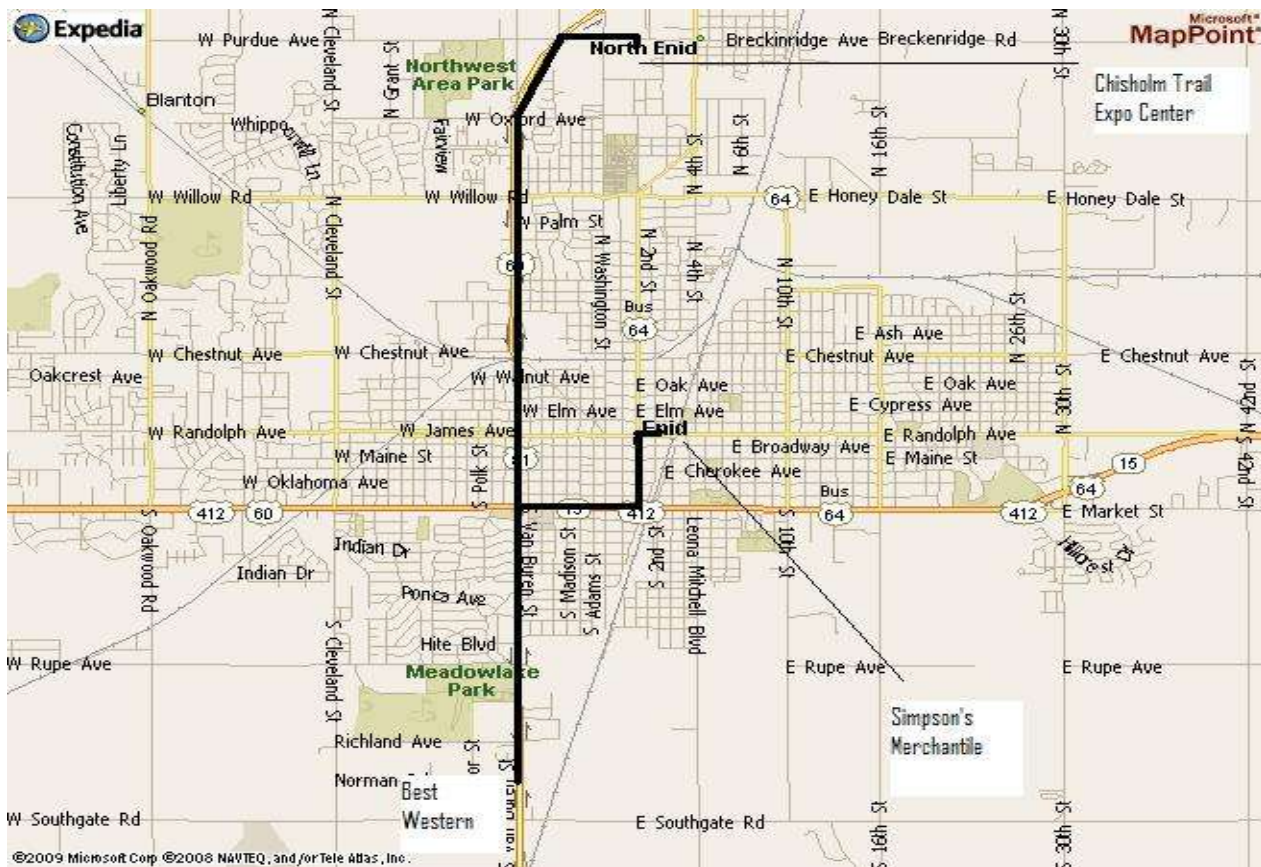 Expedia
Microsoft®
MapPoint®
W Purdue Ave
N Cleveland St
N Grant St
Northwest
Area Park
North Enid
Breckinridge Ave
Breckenridge Rd
N 30th St
Chisholm Trail
Expo Center
Blanton
Constitution Ave
Liberty Ln
Fairview
W Oxford Ave
N 4th St
N 6th St
N 16th St
W Willow Rd
W Willow Rd
64
E Honey Dale St
E Honey Dale St
N Oakwood Rd
N Cleveland St
W Palm St
N Washington St
N 2nd St
N 4th St
N 10th St
Bus
64
E Ash Ave
N 26th St
W Chestnut Ave
W Chestnut Ave
E Chestnut Ave
E Chestnut Ave
Oakcrest Ave
W Walnut Ave
E Oak Ave
E Oak Ave
W Elm Ave
E Elm Ave
E Cypress Ave
N 30th St
W Randolph Ave
W James Ave
Enid
E Randolph Ave
E Broadway Ave
W Maine St
E Maine St
E Cherokee Ave
W Oklahoma Ave
S Polk St
15
64
412
60
412
Bus
64
412
E Market St
S Oakwood Rd
Indian Dr
Indian Dr
S Van Buren St
S Madison St
S Adams St
S 2nd St
Leona Mitchell Blvd
S 10th St
Hillcrest Dr
Ponca Ave
Hite Blvd
S Cleveland St
W Rupe Ave
E Rupe Ave
E Rupe Ave
Meadowlake
Park
Simpson's
Merchantile
Richland Ave
Norman
Best
Western
W Southgate Rd
E Southgate Rd
S 16th St
S 30th St
©2009 Microsoft Corp ©2008 NAVTEQ, and/or Tele Atlas, Inc.